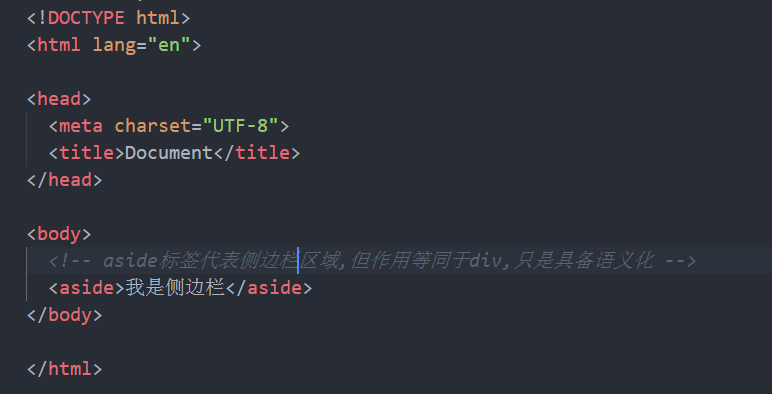 <!DOCTYPE html>
<html lang="en">
<head>
<meta charset="UTF-8">
<title>Document</title>
</head>
<body>
<!-- aside标签代表侧边栏区域,但作用等同于div,只是具备语义化 -->
<aside>我是侧边栏</aside>
</body>
</html>